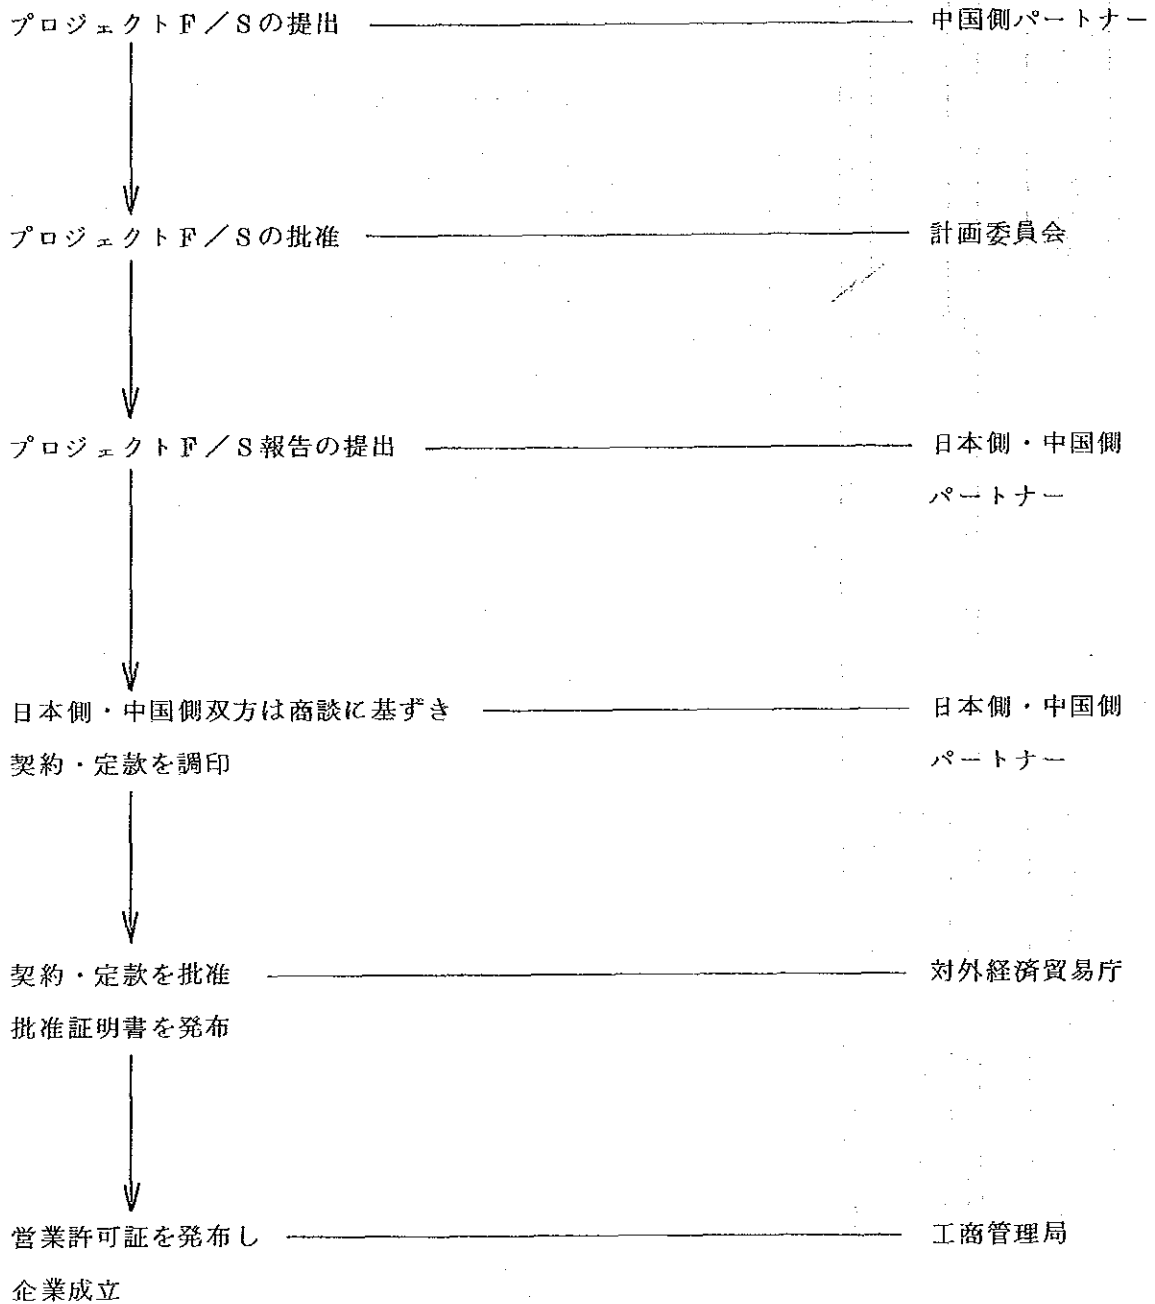 プロジェクトF／Sの提出
中国側パートナー
プロジェクトF／Sの批准
計画委員会
プロジェクトF／S報告の提出
日本側・中国側
パートナー
日本側・中国側双方は商談に基ずき
契約・定款を調印
日本側・中国側
パートナー
契約・定款を批准
批准証明書を発布
対外経済貿易庁
営業許可証を発布し
企業成立
工商管理局